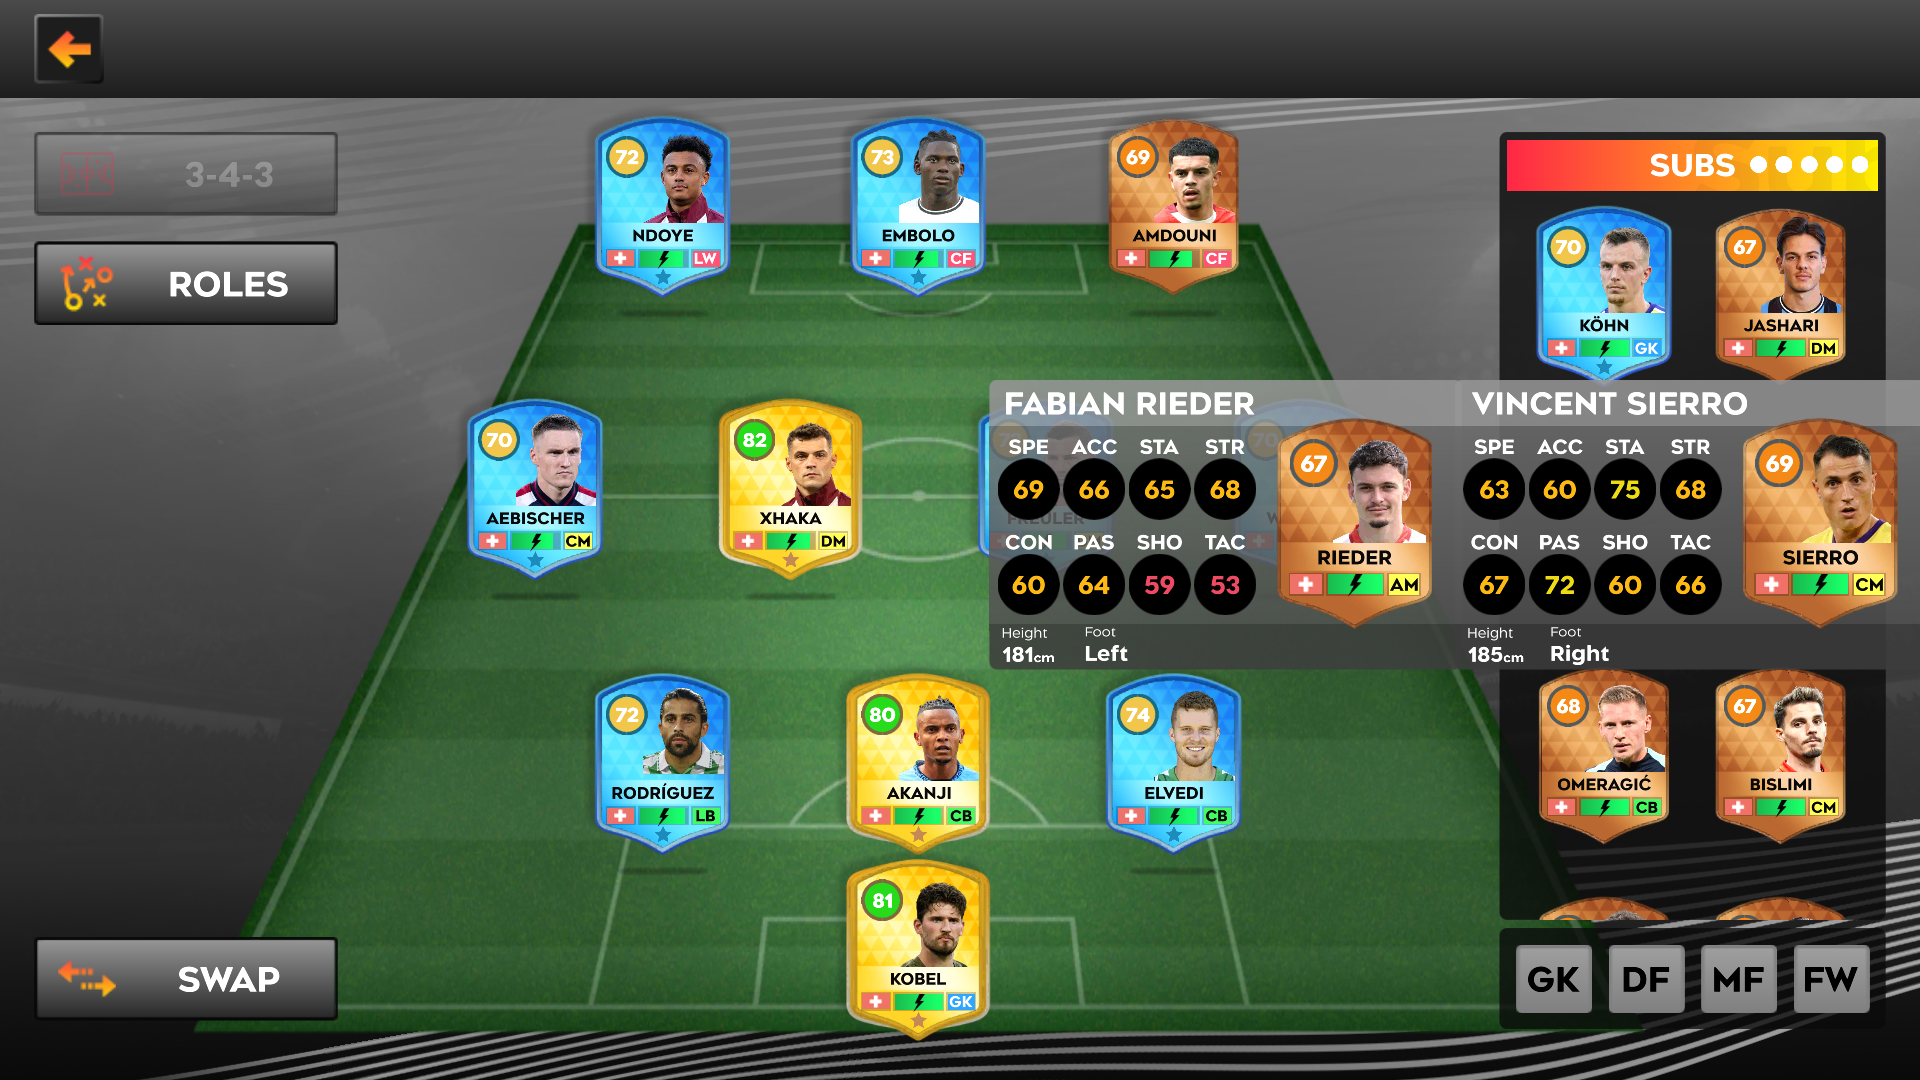 3-4-3
ROLES
SWAP
72
NDOYE
LW
73
EMBOLO
CF
69
AMDOUNI
CF
70
AEBISCHER
CM
82
XHAKA
DM
70
FREULER
72
RODRÍGUEZ
LB
80
AKANJI
CB
74
ELVEDI
CB
81
KOBEL
GK
FABIAN RIEDER
SPE ACC STA STR
69 66 65 68
CON PAS SHO TAC
60 64 59 53
Height Foot
181cm Left
67
RIEDER
AM
VINCENT SIERRO
SPE ACC STA STR
63 60 75 68
CON PAS SHO TAC
67 72 60 66
Height Foot
185cm Right
69
SIERRO
CM
SUBS
70
KÖHN
GK
67
JASHARI
DM
68
OMERAGIĆ
CB
67
BISLIMI
CM
GK DF MF FW